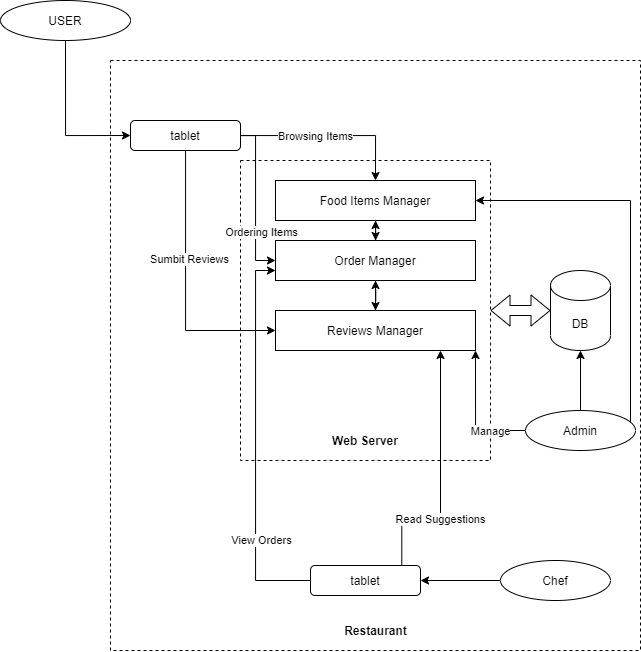 USER
tablet
Browsing Items
Food Items Manager
Ordering Items
Sumbit Reviews
Order Manager
Reviews Manager
DB
Web Server
Manage
Admin
Read Suggestions
View Orders
tablet
Chef
Restaurant